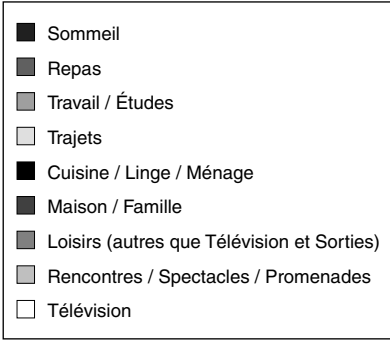 Sommeil
Repas
Travail / Études
Trajets
Cuisine / Linge / Ménage
Maison / Famille
Loisirs (autres que Télévision et Sorties)
Rencontres / Spectacles / Promenades
Télévision